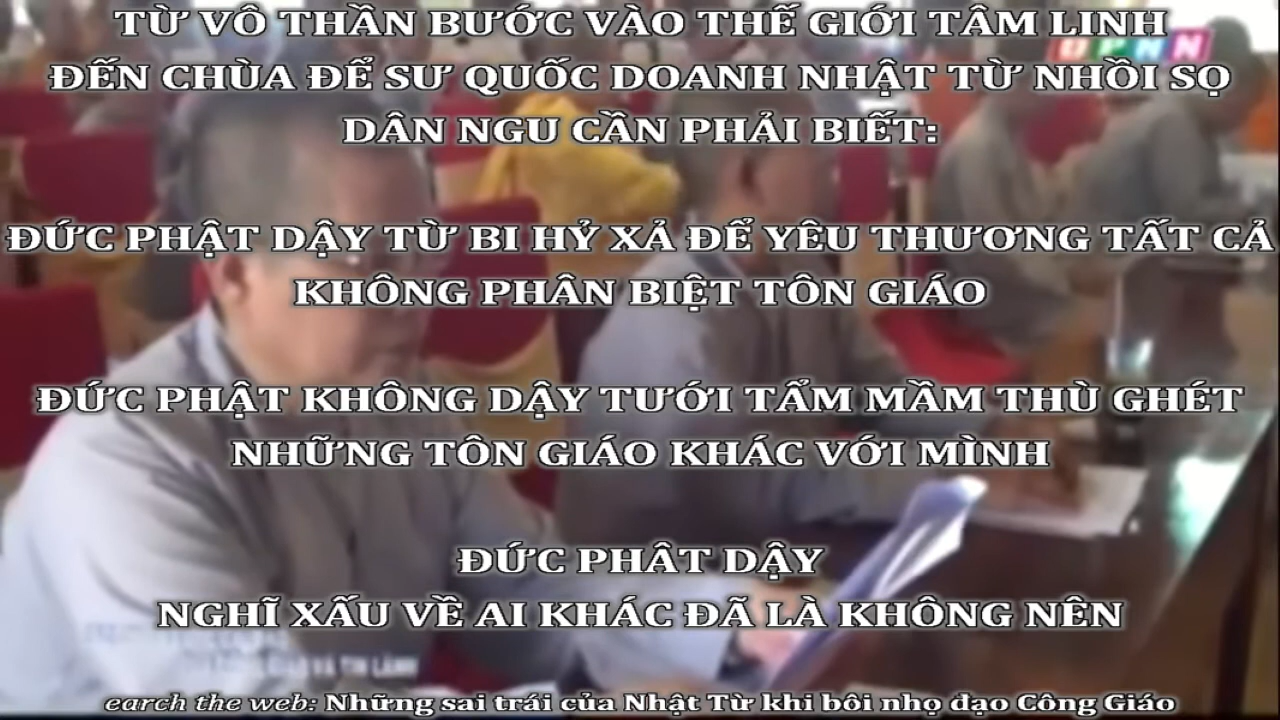 TỪ VÔ THẦN BƯỚC VÀO THẾ GIỚI TÂM LINH
ĐẾN CHÙA ĐỂ SƯ QUỐC DOANH NHẬT TỪ NHỒI SỌ
DÂN NGU CẦN PHẢI BIẾT:
ĐỨC PHẬT DẬY TỪ BI HỶ XẢ ĐỂ YÊU THƯƠNG TẤT CẢ
KHÔNG PHÂN BIỆT TÔN GIÁO
ĐỨC PHẬT KHÔNG DẬY TƯỚI TẨM MẦM THÙ GHÉT
NHỮNG TÔN GIÁO KHÁC VỚI MÌNH
ĐỨC PHÂT DẬY
NGHĨ XẤU VỀ AI KHÁC ĐÃ LÀ KHÔNG NÊN
VÀ TIN LÀNH
earch the web: Những sai trái của Nhật Từ khi bôi nhọ đạo Công Giáo